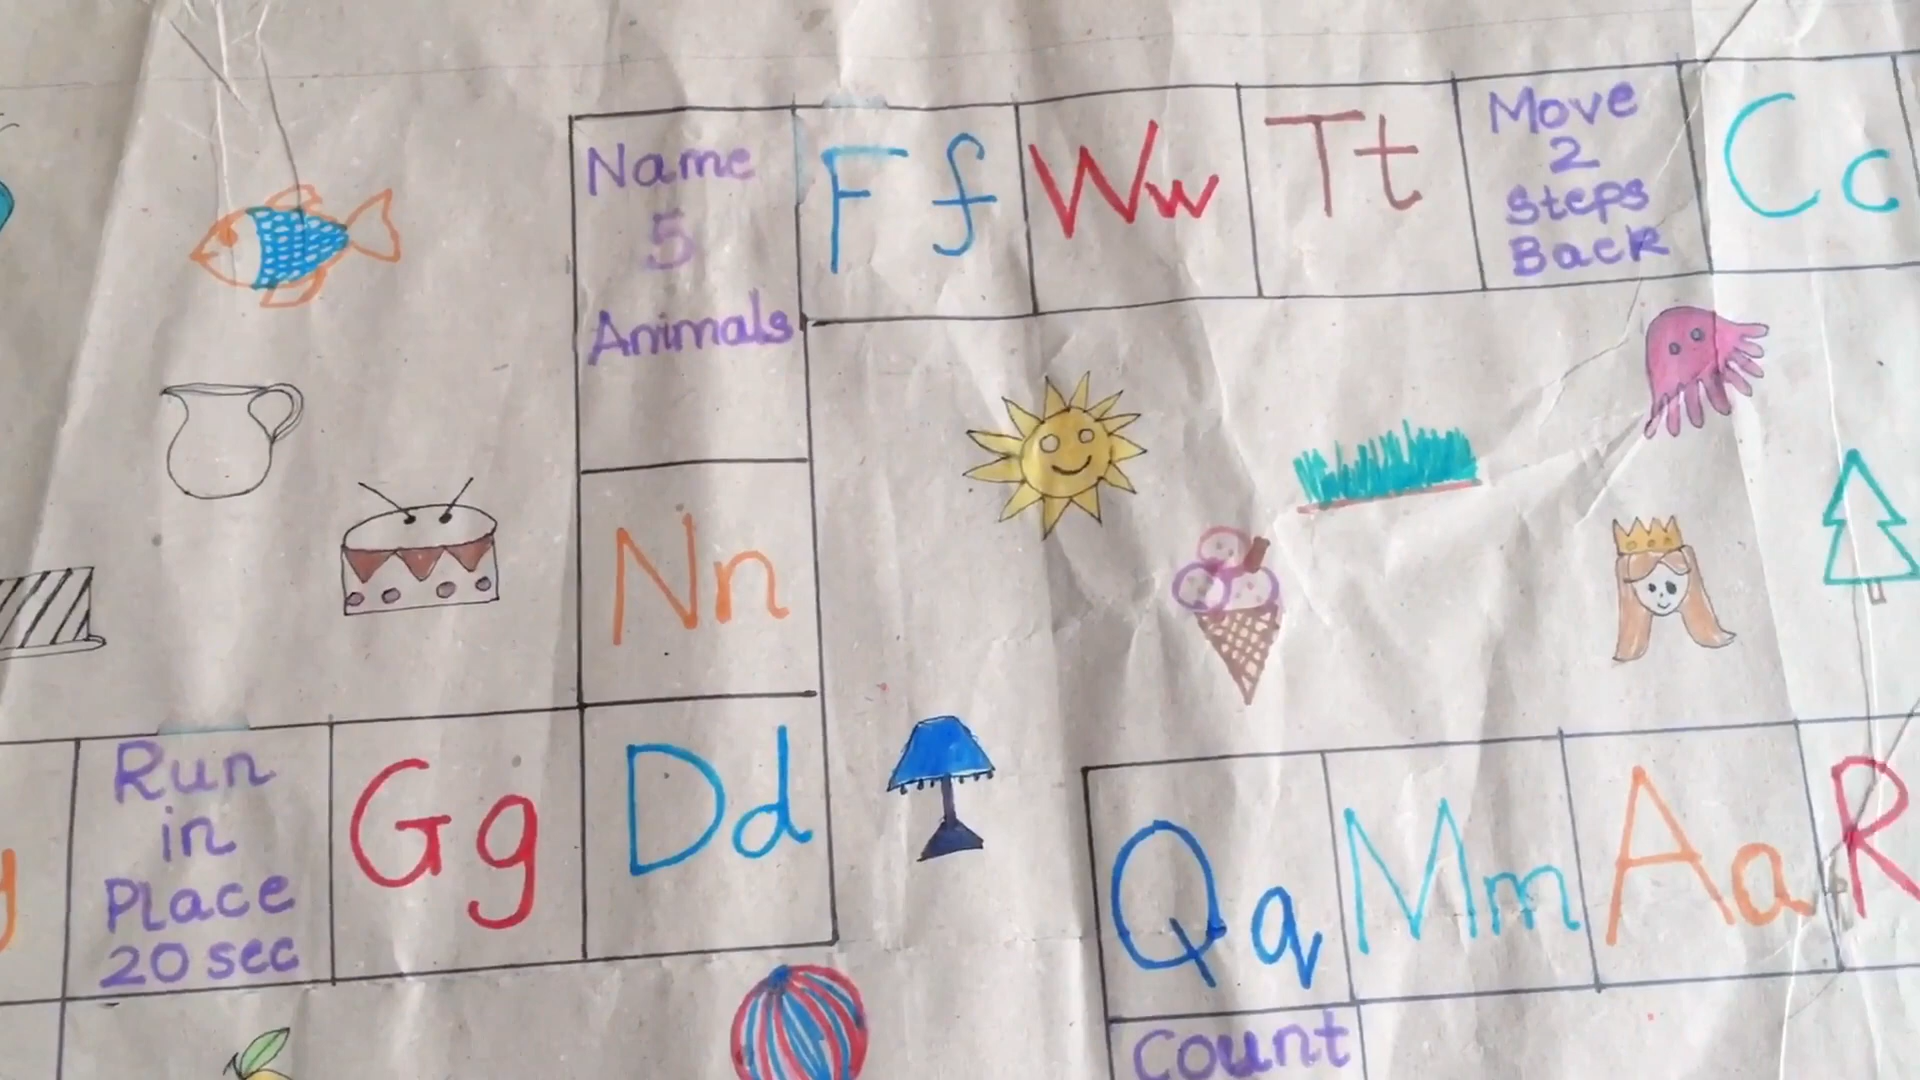 Name
5
Animals
F f
Ww
Tt
Move
2
Steps
Back
Cc
Nn
Run
in
Place
20 sec
Gg
Dd
Qq
Mm
Aa
R
Count